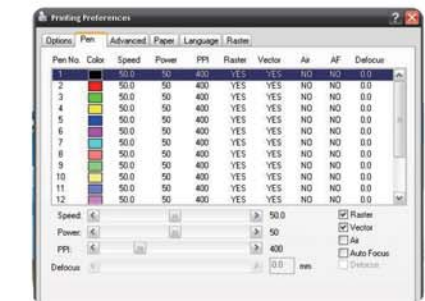 Printing Preferences
Options Pen Advanced Paper Language Raster
Pen No. Color Speed Power PPI Raster Vector Air AF Defocus
1 50.0 50 400 YES YES NO NO 0.0
2 50.0 50 400 YES YES NO NO 0.0
3 50.0 50 400 YES YES NO NO 0.0
4 50.0 50 400 YES YES NO NO 0.0
5 50.0 50 400 YES YES NO NO 0.0
6 50.0 50 400 YES YES NO NO 0.0
7 50.0 50 400 YES YES NO NO 0.0
8 50.0 50 400 YES YES NO NO 0.0
9 50.0 50 400 YES YES NO NO 0.0
10 50.0 50 400 YES YES NO NO 0.0
11 50.0 50 400 YES YES NO NO 0.0
12 50.0 50 400 YES YES NO NO 0.0
Speed: 50.0 Raster
Power: 50 Vector
Air
PPI: 400 Auto Focus
Defocus 0.0 mm Defocus